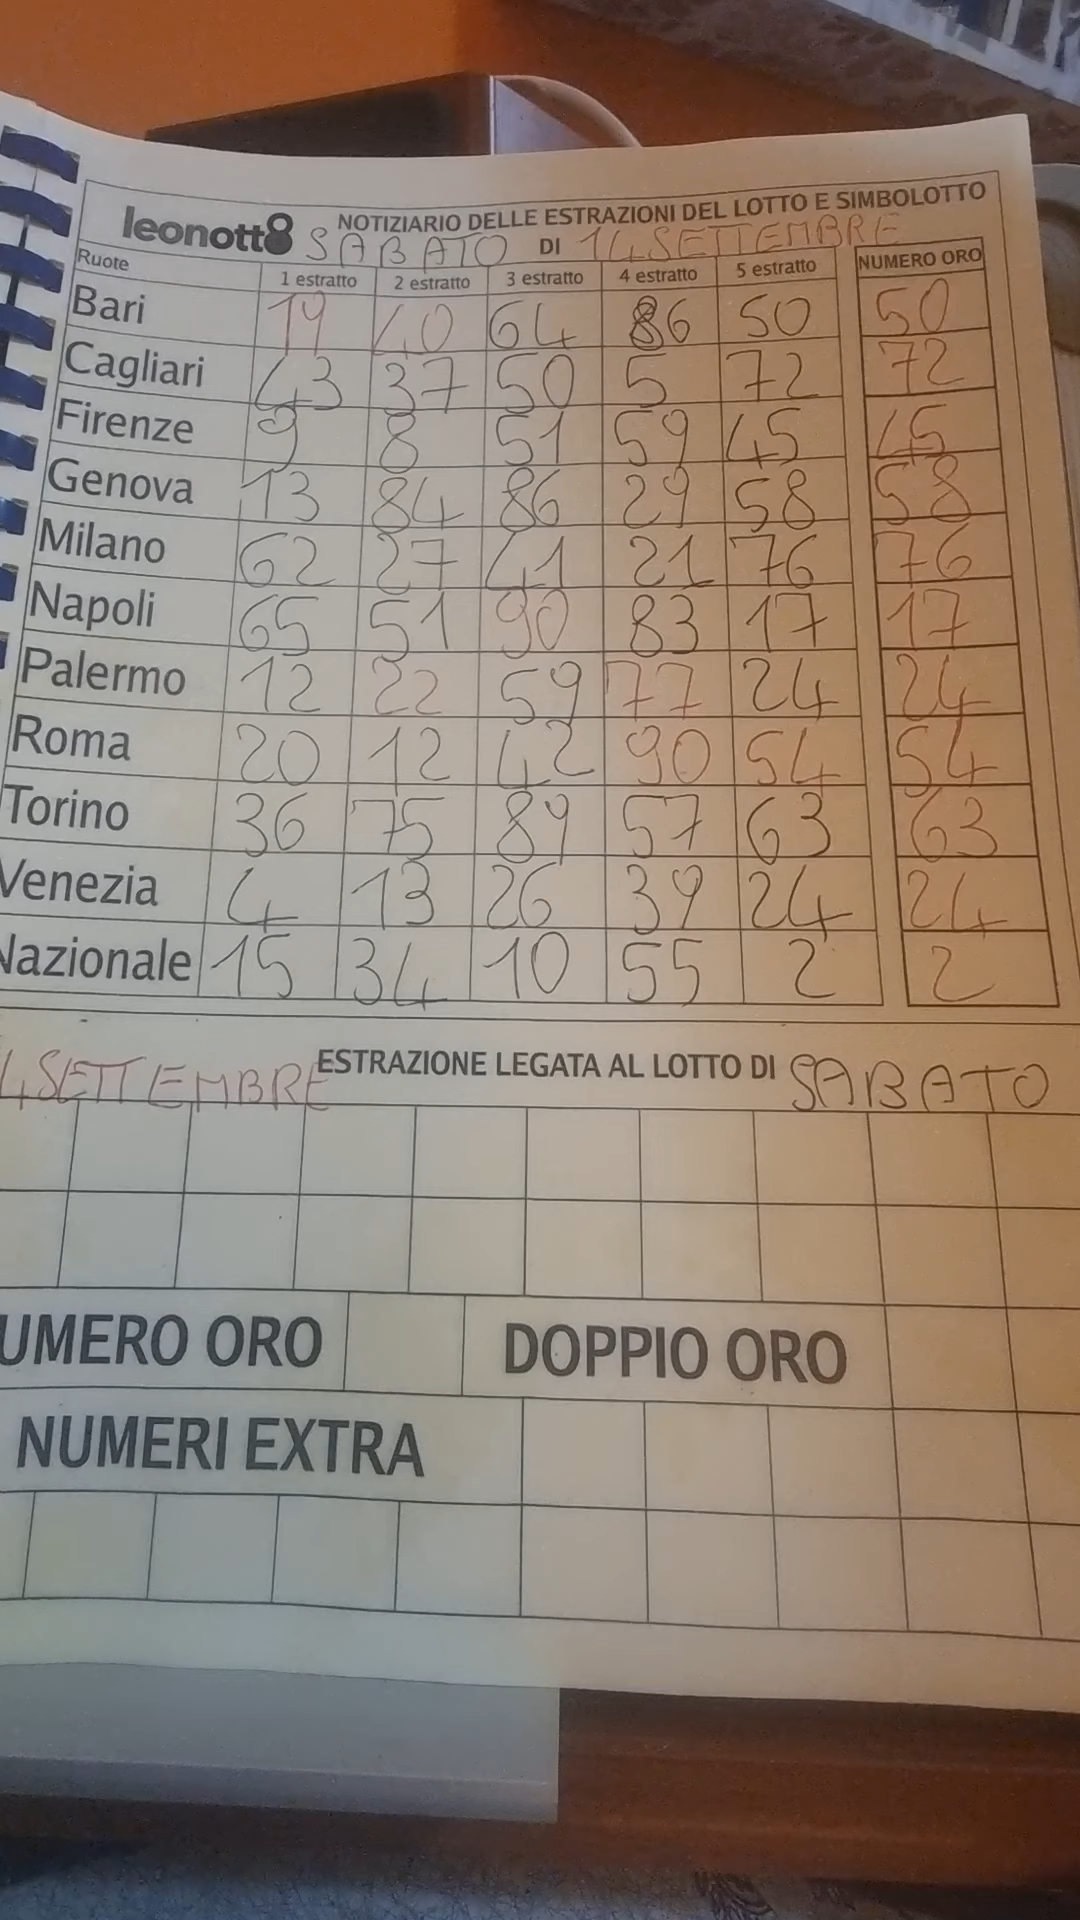 leonott8 NOTIZIARIO DELLE ESTRAZIONI DEL LOTTO E SIMBOLOTTO
SABATO DI 14 SETTEMBRE
Ruote 1 estratto 2 estratto 3 estratto 4 estratto 5 estratto NUMERO ORO
Bari 19 40 64 86 50 50
Cagliari 43 37 50 5 72 72
Firenze 9 8 51 59 45 45
Genova 13 84 86 29 58 58
Milano 62 27 41 21 76 76
Napoli 65 51 90 83 17 17
Palermo 12 22 59 77 24 24
Roma 20 12 42 90 54 54
Torino 36 75 89 57 63 63
Venezia 4 13 26 39 24 24
Nazionale 15 34 10 55 2 2
4 SETTEMBRE ESTRAZIONE LEGATA AL LOTTO DI SABATO
UMERO ORO DOPPIO ORO
NUMERI EXTRA